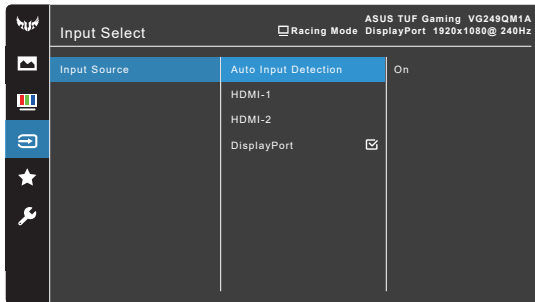 ASUS TUF Gaming VG249QM1A
Input Select
Racing Mode DisplayPort 1920x1080@ 240Hz
Input Source
Auto Input Detection
On
HDMI-1
HDMI-2
DisplayPort